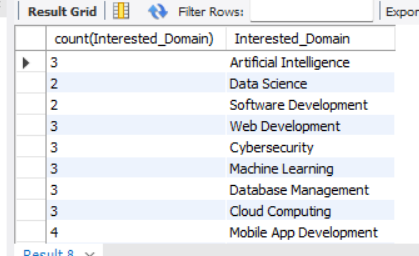 Result Grid Filter Rows: Expor
count(Interested_Domain) Interested_Domain
3 Artificial Intelligence
2 Data Science
2 Software Development
3 Web Development
3 Cybersecurity
3 Machine Learning
3 Database Management
3 Cloud Computing
4 Mobile App Development
Result 8